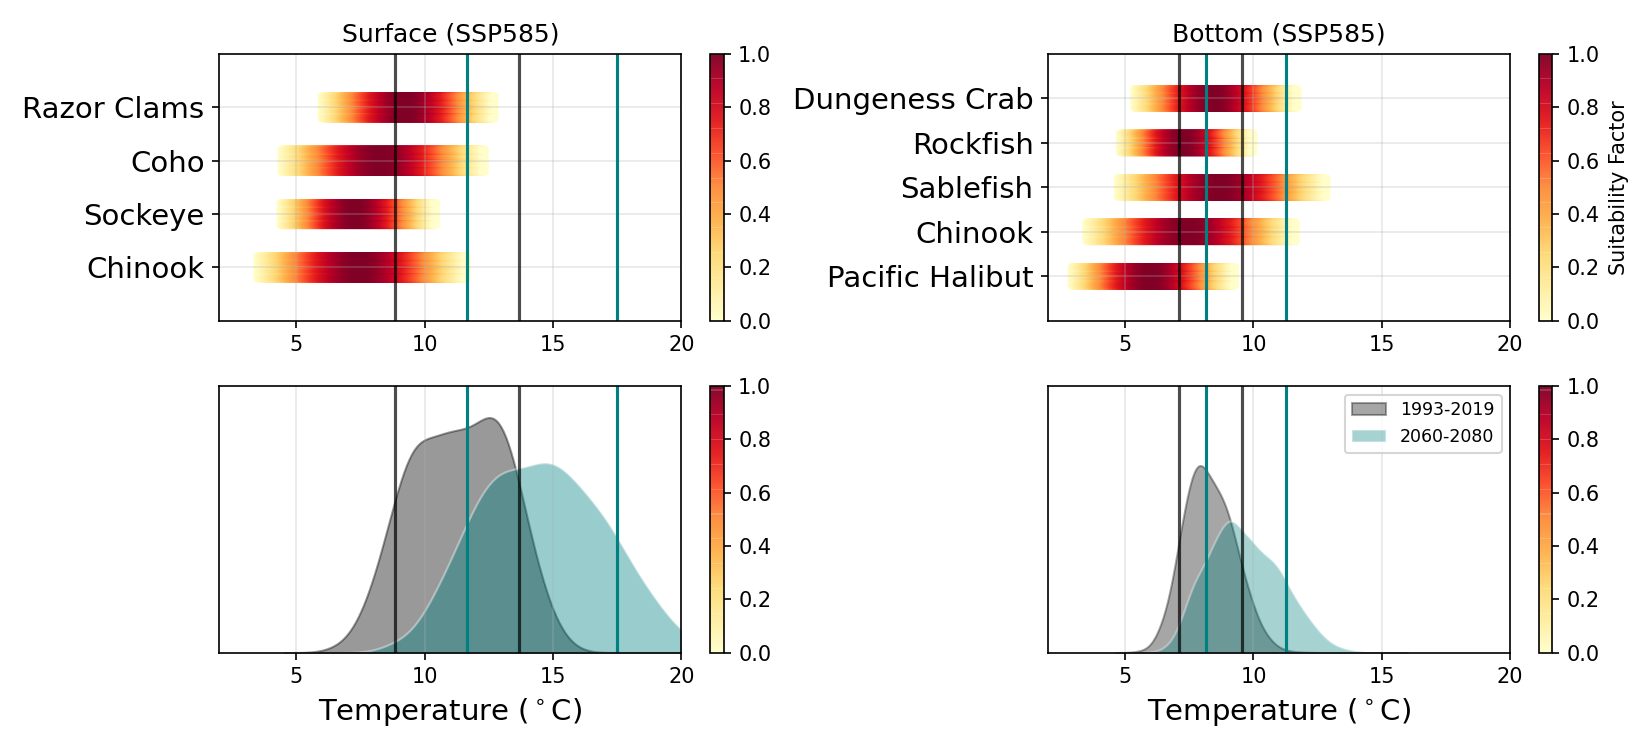 Surface (SSP585)
Razor Clams
Coho
Sockeye
Chinook
5 10 15 20
1.0
0.8
0.6
0.4
0.2
0.0
Bottom (SSP585)
Dungeness Crab
Rockfish
Sablefish
Chinook
Pacific Halibut
5 10 15 20
1.0
0.8
0.6
0.4
0.2
0.0
Suitability Factor
5 10 15 20
Temperature (°C)
1.0
0.8
0.6
0.4
0.2
0.0
1993-2019
2060-2080
5 10 15 20
Temperature (°C)
1.0
0.8
0.6
0.4
0.2
0.0